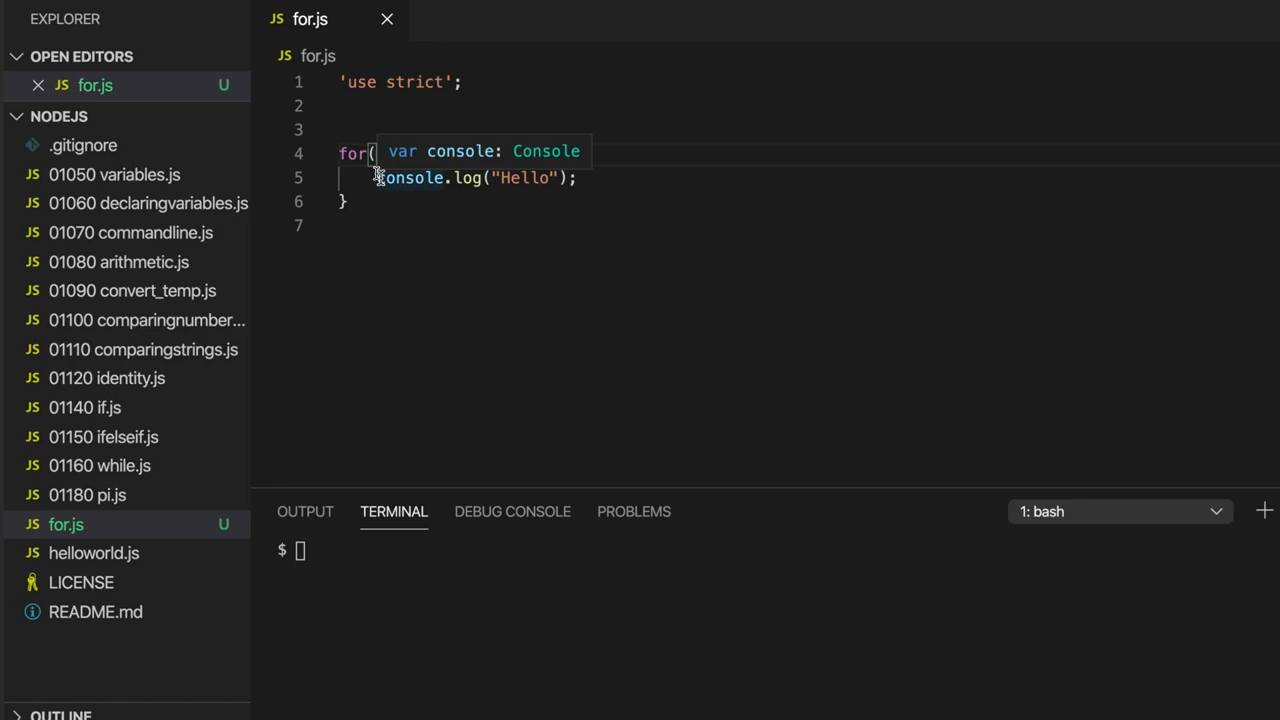 EXPLORER
OPEN EDITORS
JS for.js U
NODEJS
.gitignore
JS 01050 variables.js
JS 01060 declaringvariables.js
JS 01070 commandline.js
JS 01080 arithmetic.js
JS 01090 convert_temp.js
JS 01100 comparingnumber...
JS 01110 comparingstrings.js
JS 01120 identity.js
JS 01140 if.js
JS 01150 ifelseif.js
JS 01160 while.js
JS 01180 pi.js
JS for.js U
JS helloworld.js
LICENSE
README.md
OUTLINE
JS for.js
JS for.js
1 'use strict';
2
3
4 for(
var console: Console
5 console.log("Hello");
6 }
7
OUTPUT TERMINAL DEBUG CONSOLE PROBLEMS 1: bash
$